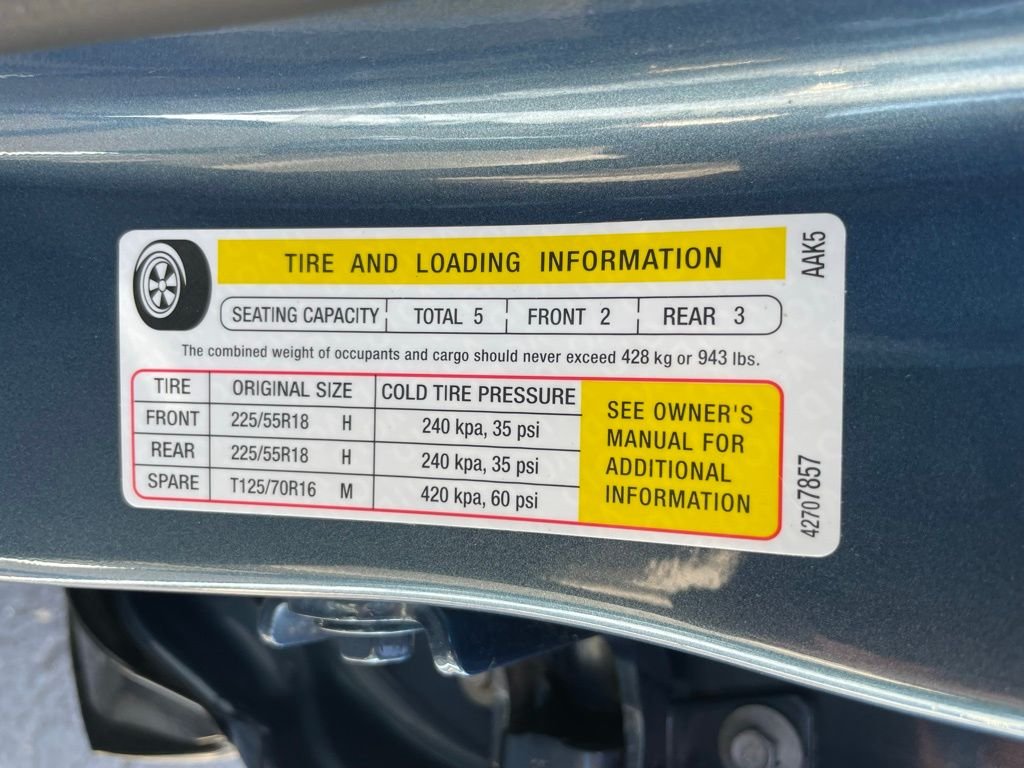 TIRE AND LOADING INFORMATION
SEATING CAPACITY TOTAL 5 FRONT 2 REAR 3
The combined weight of occupants and cargo should never exceed 428 kg or 943 lbs.
TIRE ORIGINAL SIZE COLD TIRE PRESSURE
FRONT 225/55R18 H 240 kpa, 35 psi
REAR 225/55R18 H 240 kpa, 35 psi
SPARE T125/70R16 M 420 kpa, 60 psi
SEE OWNER'S
MANUAL FOR
ADDITIONAL
INFORMATION
AAK5
42707857